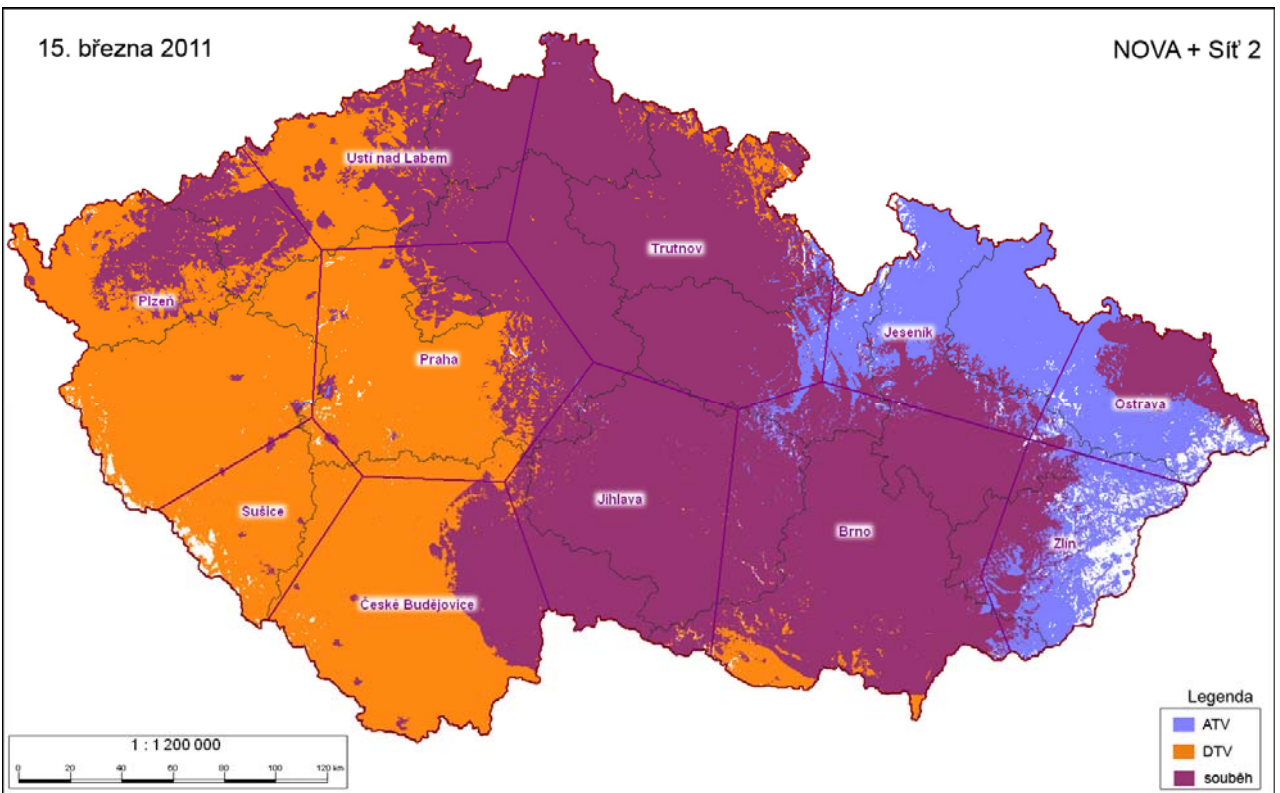 15. března 2011
NOVA + Síť 2
Ustí nad Labem
Trutnov
Plzeň
Jeseník
Praha
Ostrava
Sušice
Jihlava
Brno
Zlín
České Budějovice
1 : 1 200 000
0 20 40 60 80 100 120 km
Legenda
ATV
DTV
souběh